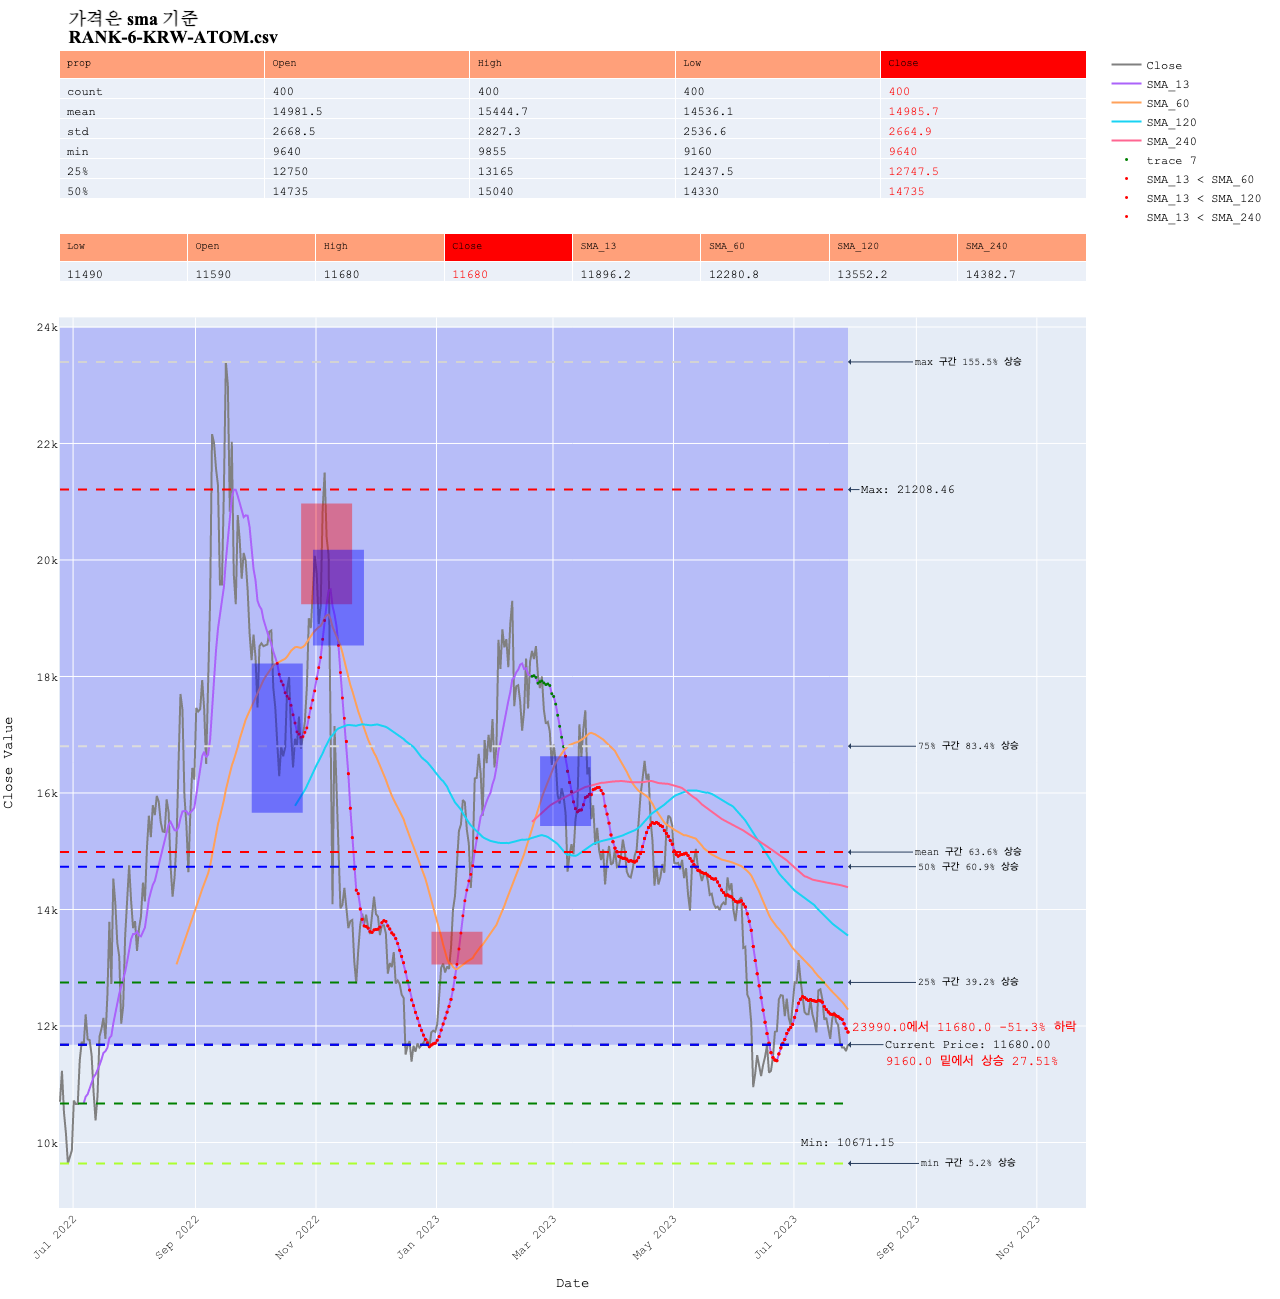 가격은 sma 기준
RANK-6-KRW-ATOM.csv
prop Open High Low Close
count 400 400 400 400
mean 14981.5 15444.7 14536.1 14985.7
std 2668.5 2827.3 2536.6 2664.9
min 9640 9855 9160 9640
25% 12750 13165 12437.5 12747.5
50% 14735 15040 14330 14735
Close
SMA_13
SMA_60
SMA_120
SMA_240
trace 7
SMA_13 < SMA_60
SMA_13 < SMA_120
SMA_13 < SMA_240
Low Open High Close SMA_13 SMA_60 SMA_120 SMA_240
11490 11590 11680 11680 11896.2 12280.8 13552.2 14382.7
24k
max 구간 155.5% 상승
22k
Max: 21208.46
20k
18k
75% 구간 83.4% 상승
16k
mean 구간 63.6% 상승
50% 구간 60.9% 상승
14k
25% 구간 39.2% 상승
12k
23990.0에서 11680.0 -51.3% 하락
Current Price: 11680.00
9160.0 밑에서 상승 27.51%
10k
Min: 10671.15
min 구간 5.2% 상승
Close Value
Jul 2022
Sep 2022
Nov 2022
Jan 2023
Mar 2023
May 2023
Jul 2023
Sep 2023
Nov 2023
Date